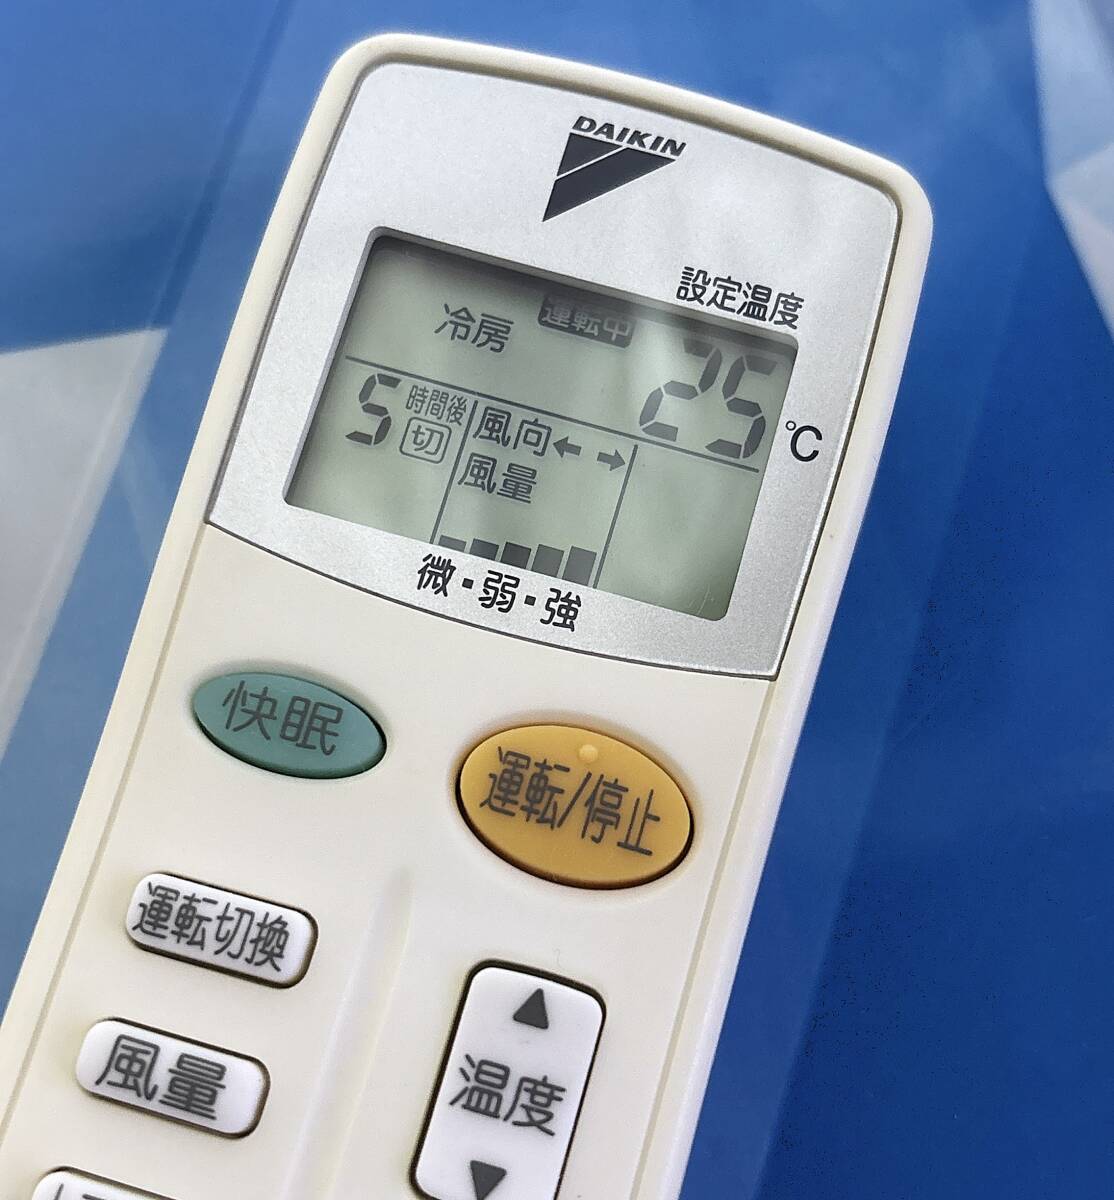 DAIKIN
設定温度
冷房 運転中 25 ℃
5 時間後 切
風向
風量
微・弱・強
快眠
運転/停止
運転切換
風量
▲
温度
▼